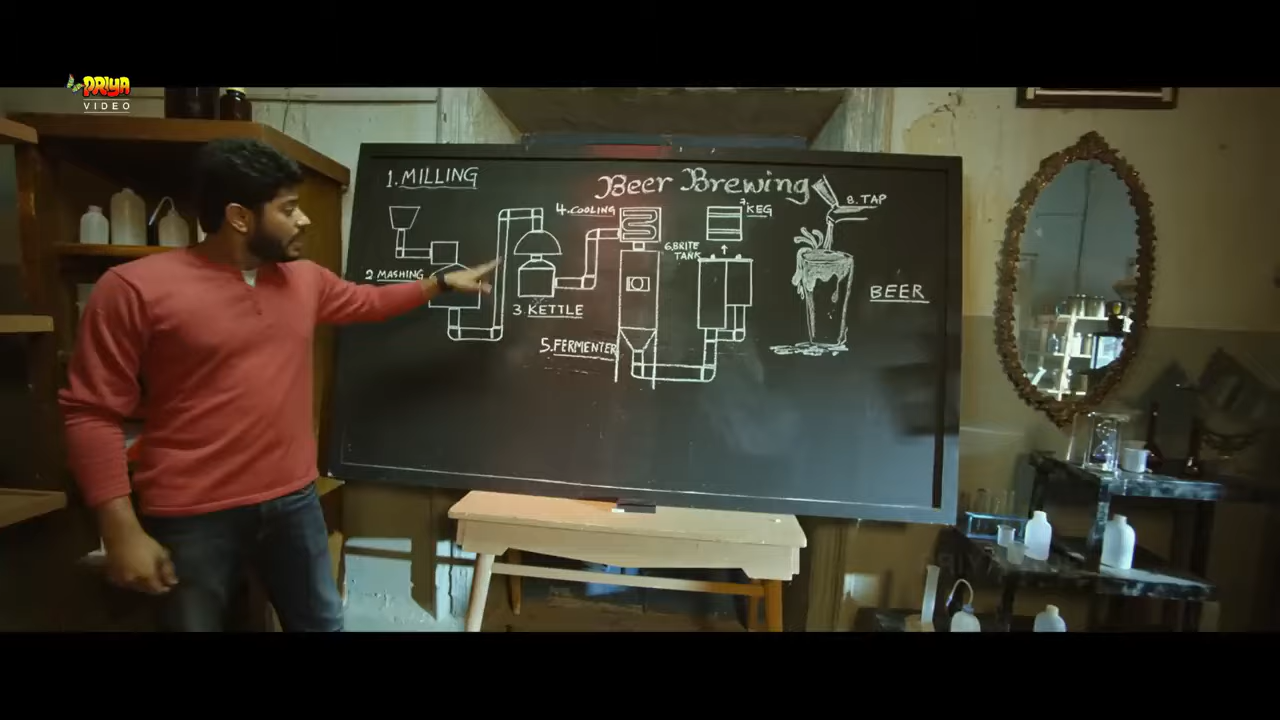 PRIYA
VIDEO
1. MILLING
Beer Brewing
8. TAP
4. COOLING
7 KEG
6. BRITE
TANK
2 MASHING
BEER
3. KETTLE
5. FERMENTER